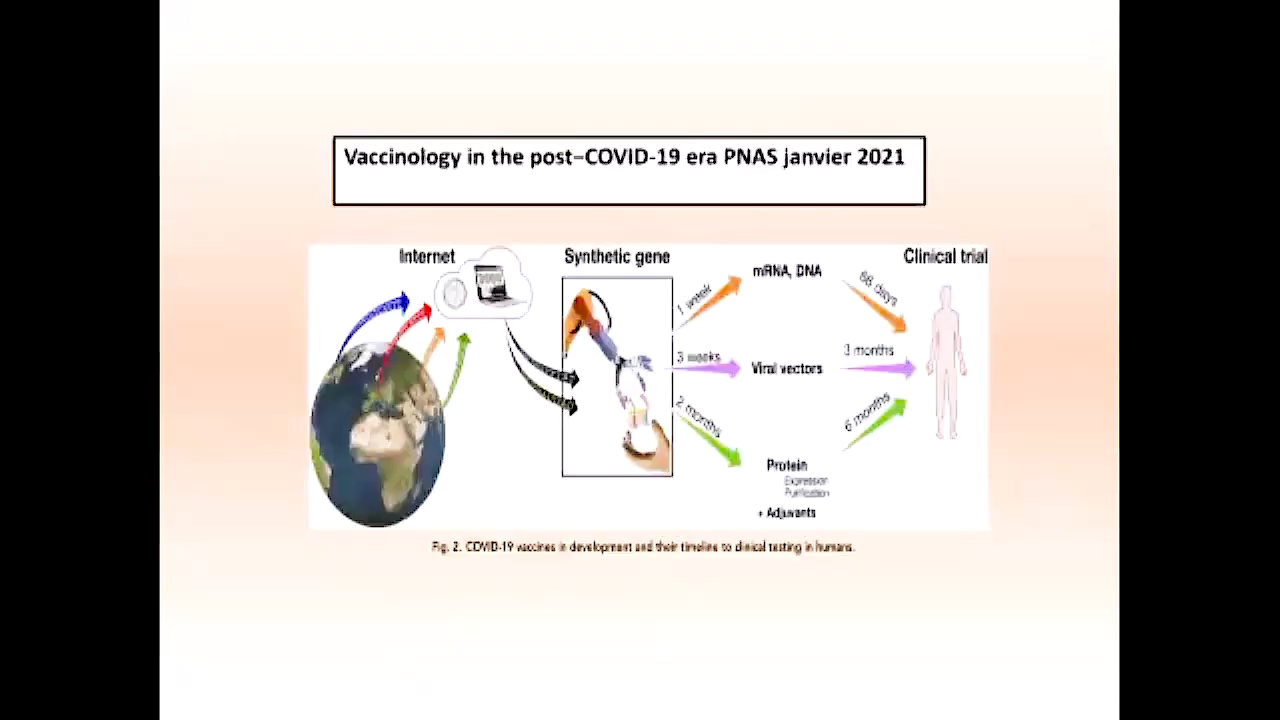 Vaccinology in the post–COVID-19 era PNAS janvier 2021
Internet
Synthetic gene
Clinical trial
1 week
mRNA, DNA
66 days
3 weeks
Viral vectors
3 months
2 months
Protein
Expression
Purification
+ Adjuvants
6 months
Fig. 2. COVID-19 vaccines in development and their timeline to clinical testing in humans.